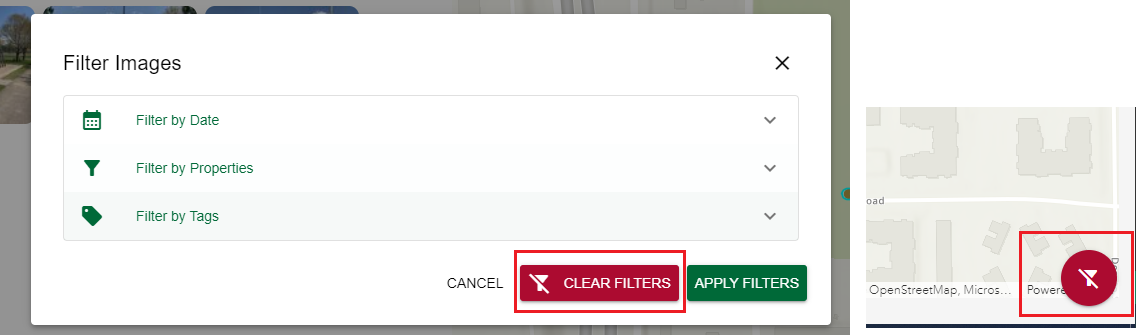 Filter Images
Filter by Date
Filter by Properties
Filter by Tags
CANCEL
CLEAR FILTERS
APPLY FILTERS
oad
OpenStreetMap, Micros...
Powere